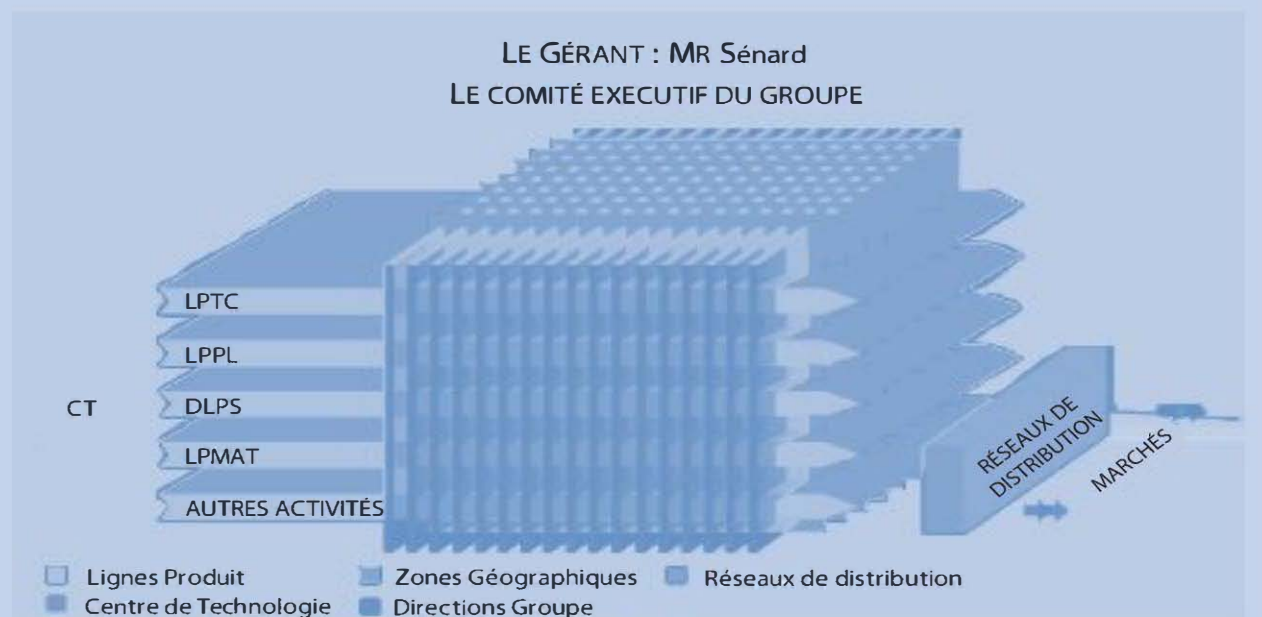 LE GÉRANT : MR Sénard
LE COMITÉ EXECUTIF DU GROUPE
LPTC
LPPL
CT
DLPS
LPMAT
AUTRES ACTIVITÉS
RÉSEAUX DE
DISTRIBUTION
MARCHÉS
Lignes Produit
Zones Géographiques
Réseaux de distribution
Centre de Technologie
Directions Groupe